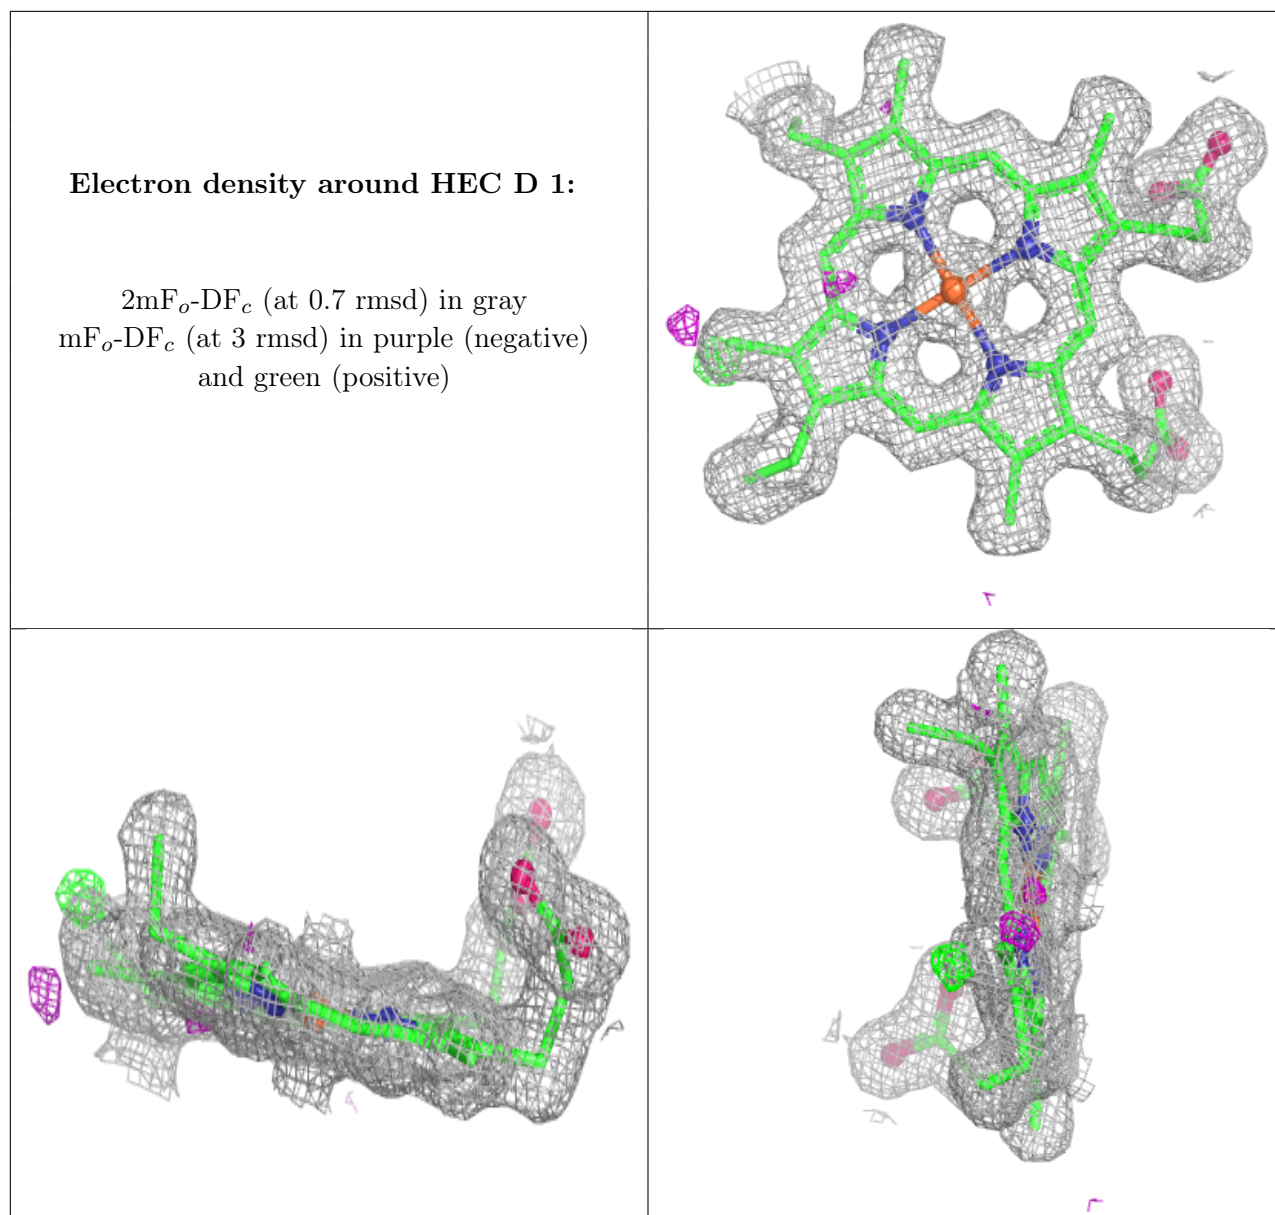 Electron density around HEC D 1:
2mFo-DFc (at 0.7 rmsd) in gray
mFo-DFc (at 3 rmsd) in purple (negative)
and green (positive)